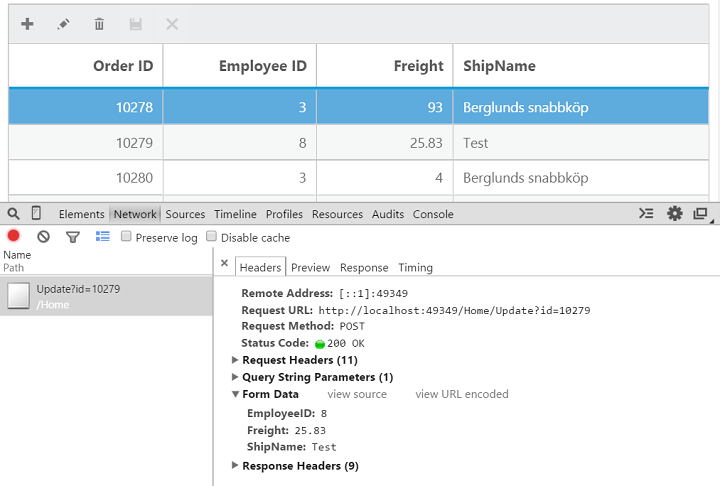 Order ID Employee ID Freight ShipName
10278 3 93 Berglunds snabbköp
10279 8 25.83 Test
10280 3 4 Berglunds snabbköp
Elements Network Sources Timeline Profiles Resources Audits Console
Preserve log Disable cache
Name
Path
Update?id=10279
/Home
× Headers Preview Response Timing
Remote Address: [::1]:49349
Request URL: http://localhost:49349/Home/Update?id=10279
Request Method: POST
Status Code: 200 OK
Request Headers (11)
Query String Parameters (1)
Form Data view source view URL encoded
EmployeeID: 8
Freight: 25.83
ShipName: Test
Response Headers (9)